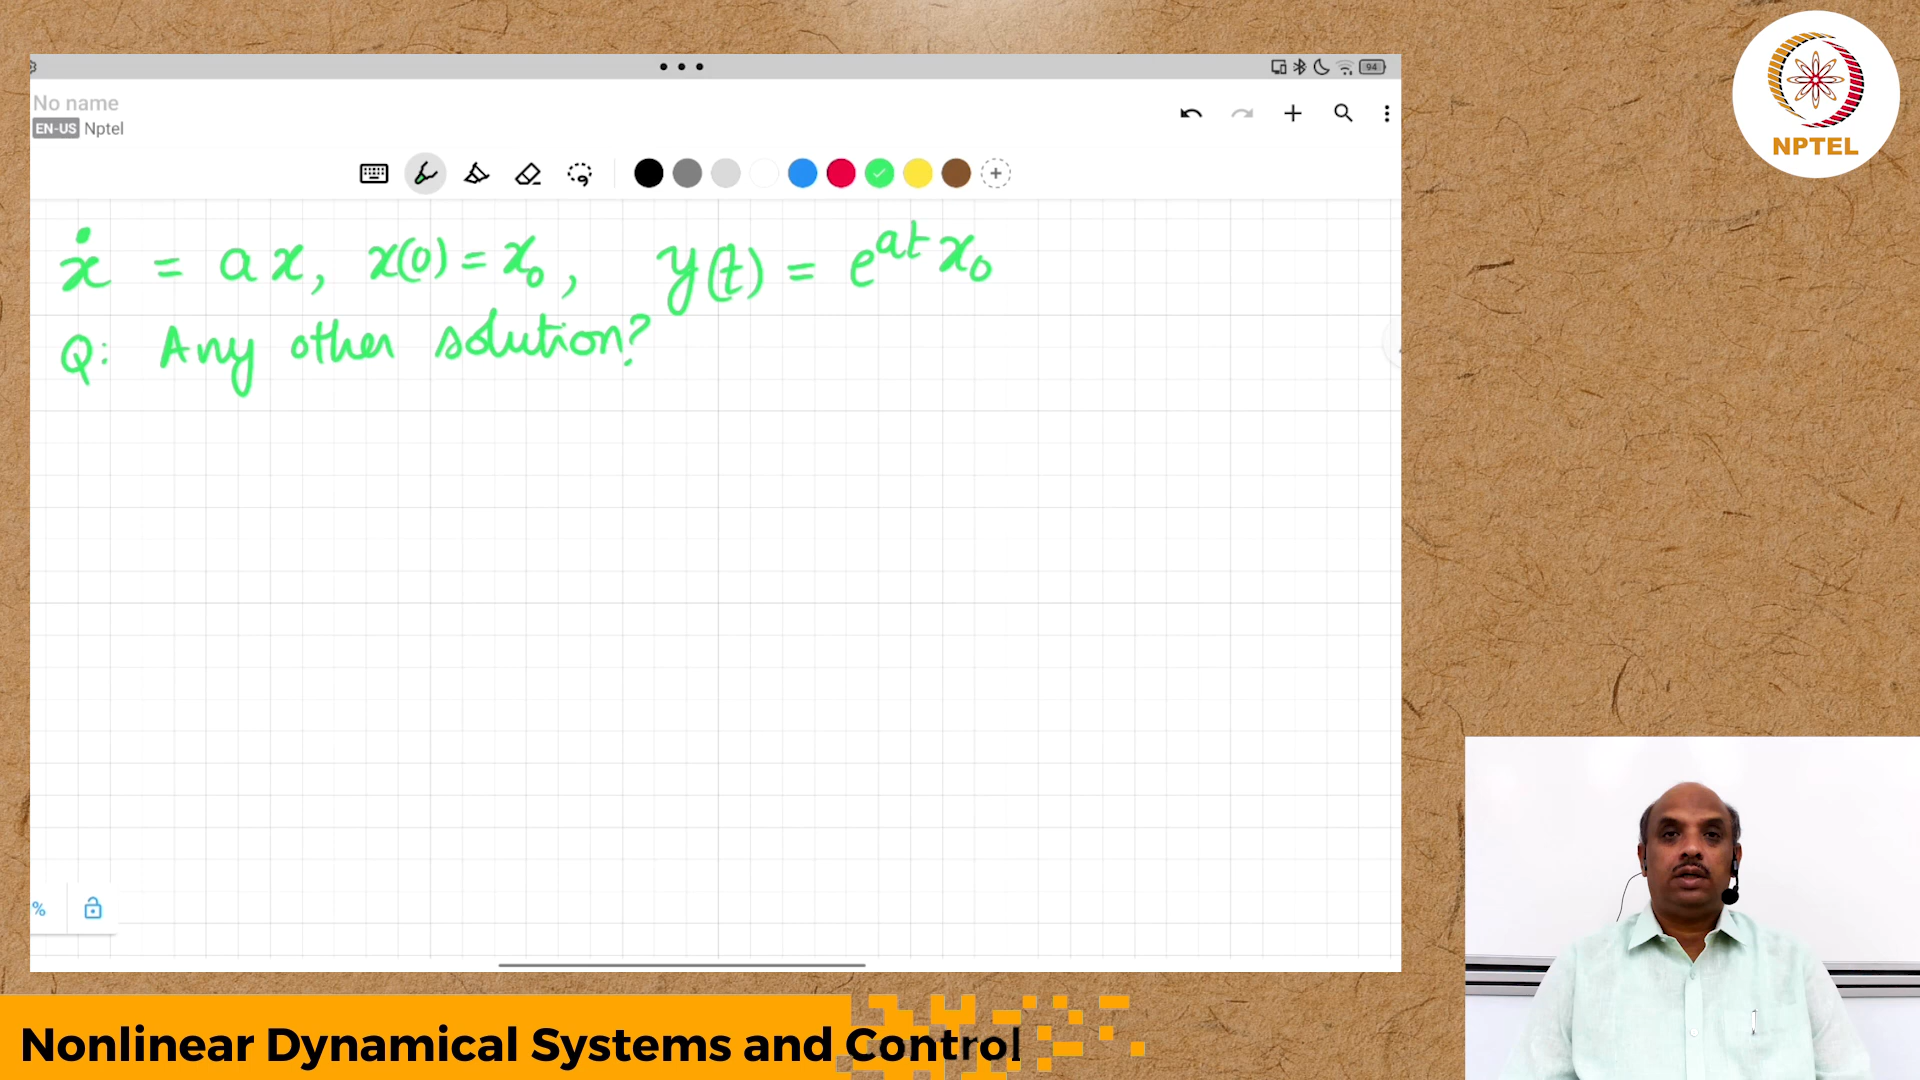 94
No name
EN-US Nptel
ẋ = ax, x(0) = x₀, y(t) = e^{at} x₀
Q: Any other solution?
%
NPTEL
Nonlinear Dynamical Systems and Control